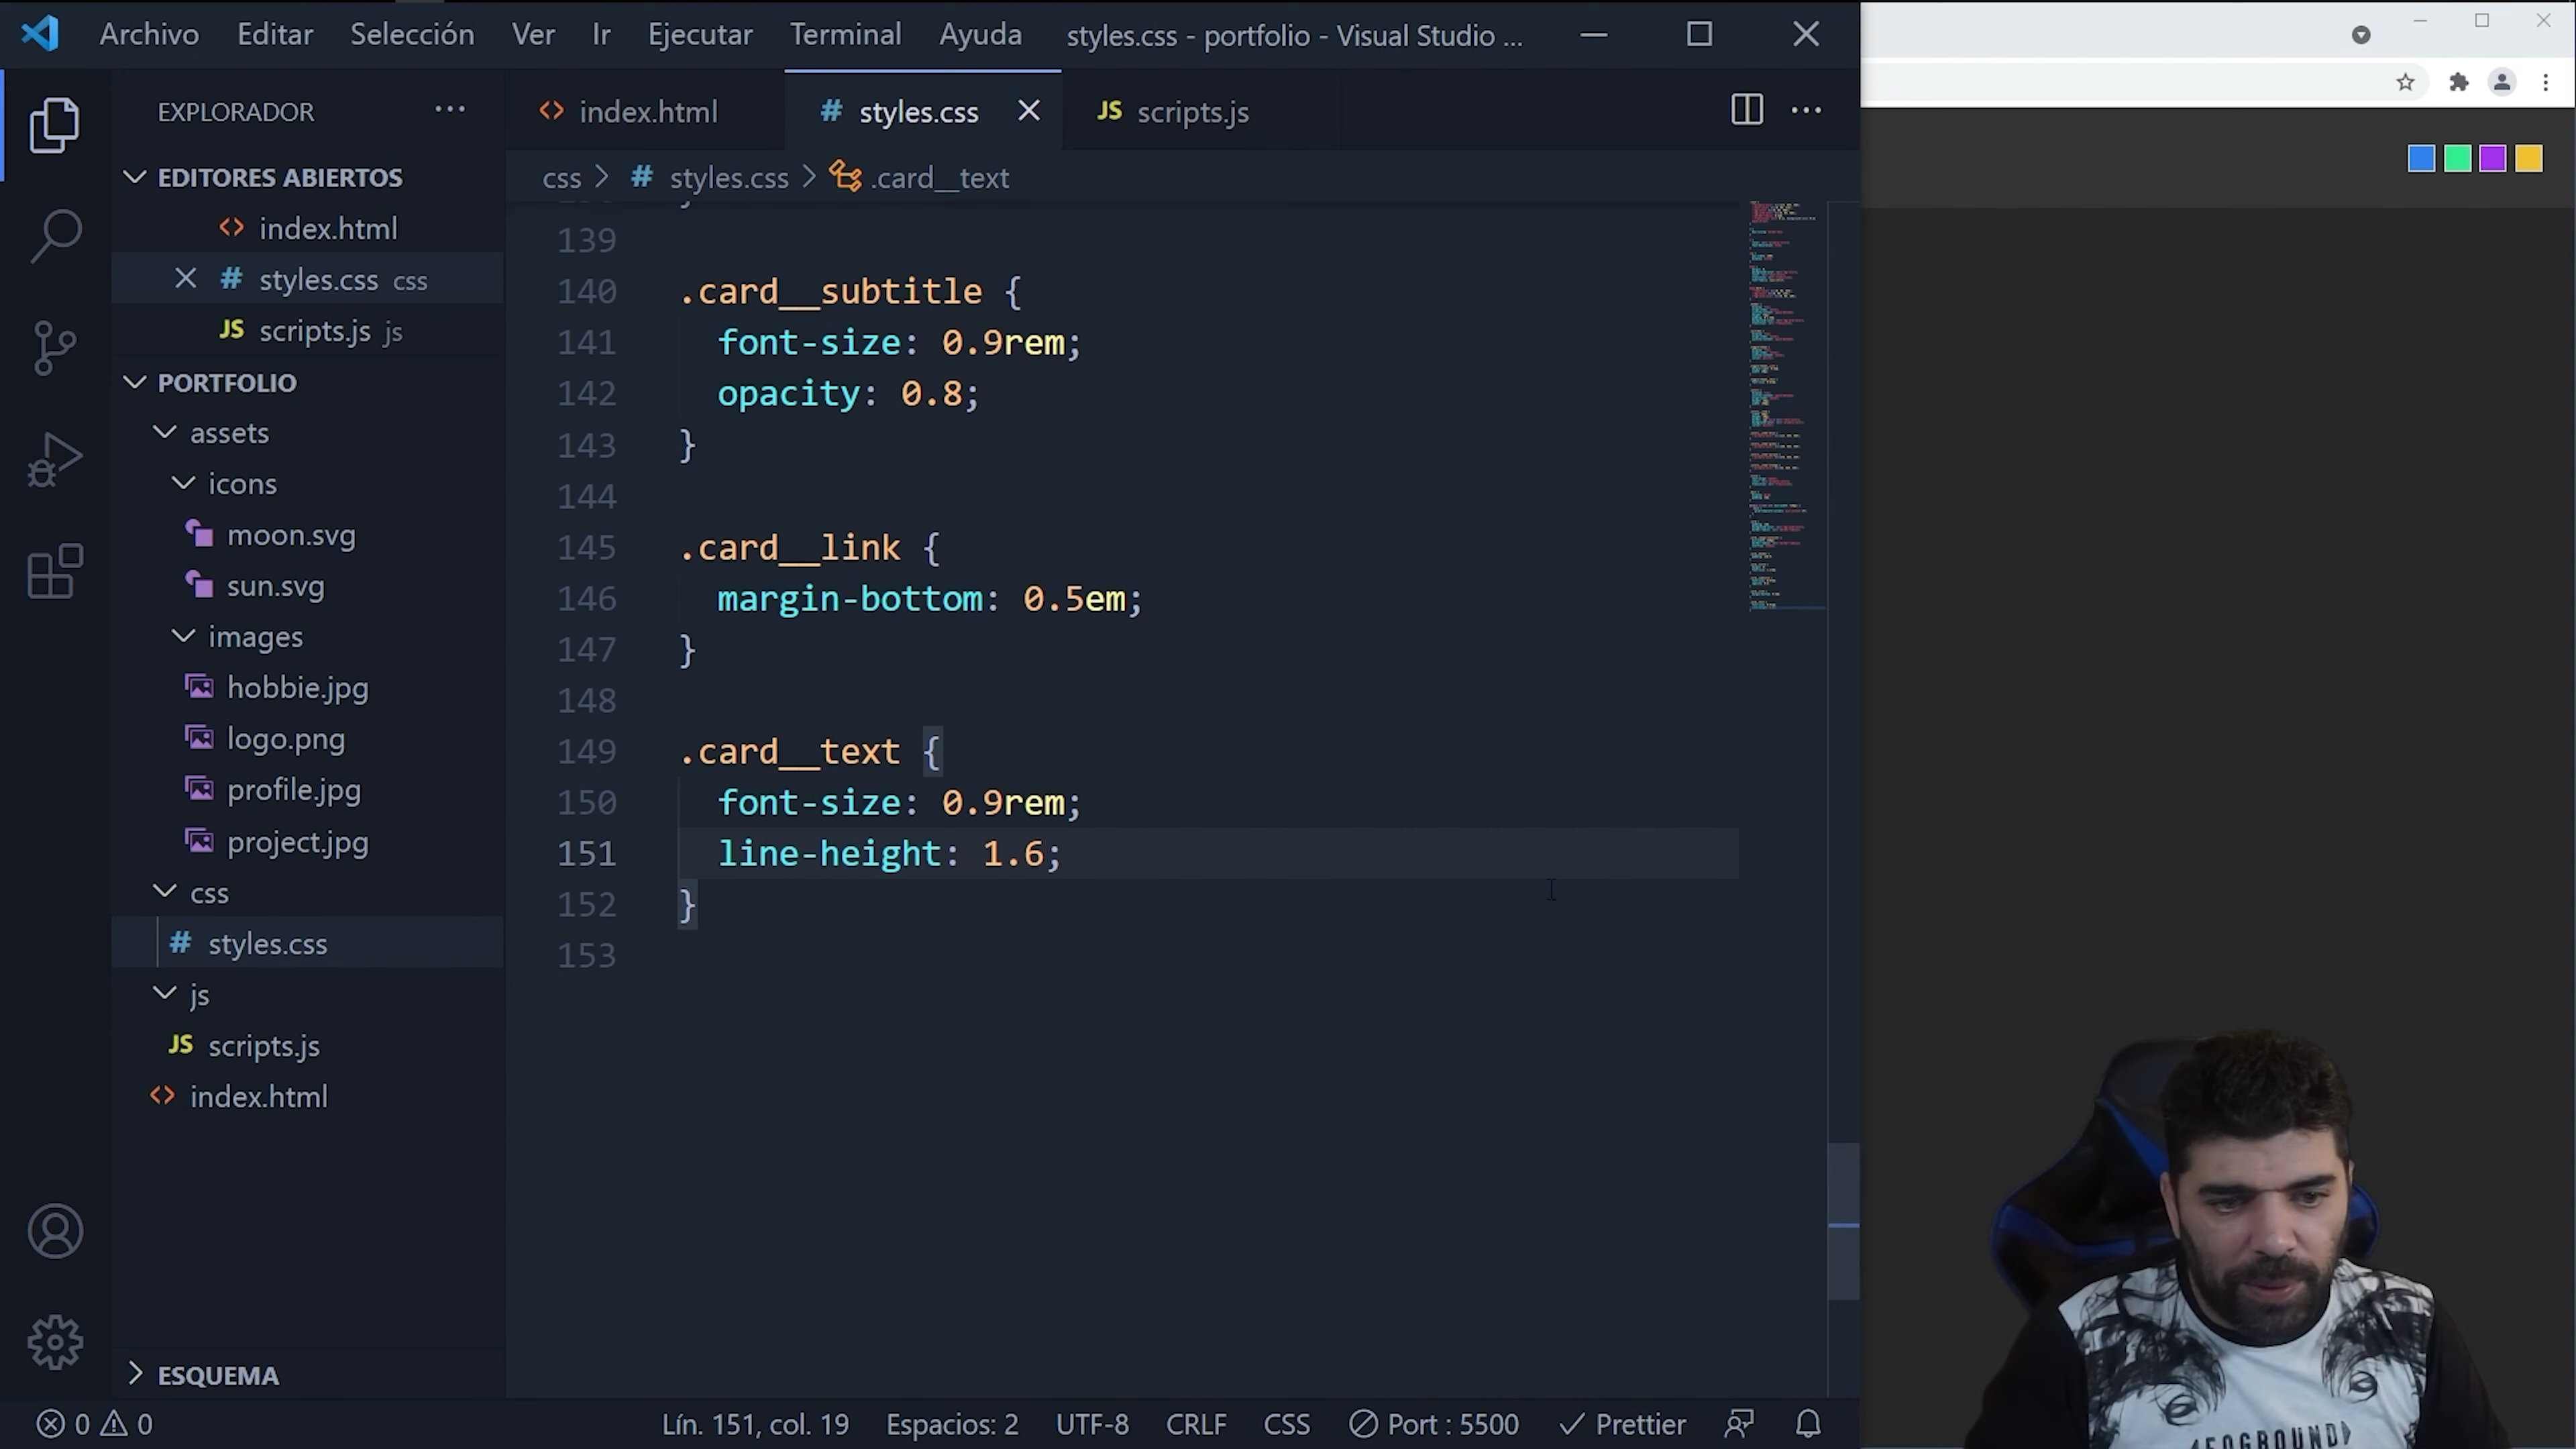 Archivo Editar Selección Ver Ir Ejecutar Terminal Ayuda styles.css - portfolio - Visual Studio ...
EXPLORADOR
EDITORES ABIERTOS
index.html
styles.css css
scripts.js js
PORTFOLIO
assets
icons
moon.svg
sun.svg
images
hobbie.jpg
logo.png
profile.jpg
project.jpg
css
styles.css
js
JS scripts.js
index.html
ESQUEMA
index.html # styles.css JS scripts.js
css > # styles.css > .card__text
139
140 .card__subtitle {
141 font-size: 0.9rem;
142 opacity: 0.8;
143 }
144
145 .card__link {
146 margin-bottom: 0.5em;
147 }
148
149 .card__text {
150 font-size: 0.9rem;
151 line-height: 1.6;
152 }
153
0 0 Lín. 151, col. 19 Espacios: 2 UTF-8 CRLF CSS Port : 5500 Prettier